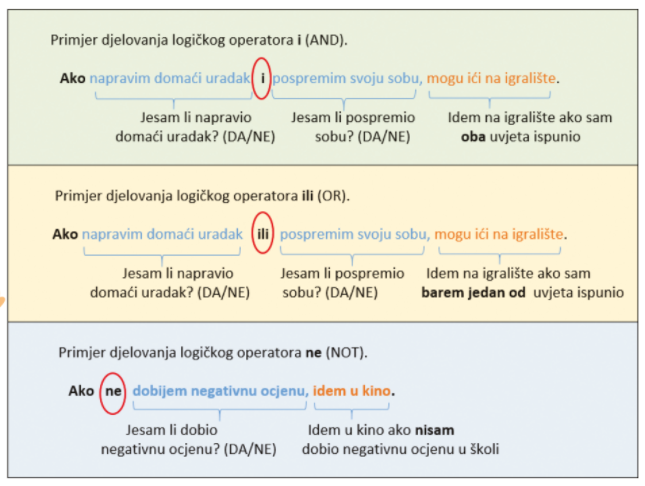 Primjer djelovanja logičkog operatora i (AND).
Ako napravim domaći uradak i pospremim svoju sobu, mogu ići na igralište.
Jesam li napravio Jesam li pospremio Idem na igralište ako sam
domaći uradak? (DA/NE) sobu? (DA/NE) oba uvjeta ispunio
Primjer djelovanja logičkog operatora ili (OR).
Ako napravim domaći uradak ili pospremim svoju sobu, mogu ići na igralište.
Jesam li napravio Jesam li pospremio Idem na igralište ako sam
domaći uradak? (DA/NE) sobu? (DA/NE) barem jedan od uvjeta ispunio
Primjer djelovanja logičkog operatora ne (NOT).
Ako ne dobijem negativnu ocjenu, idem u kino.
Jesam li dobio Idem u kino ako nisam
negativnu ocjenu? (DA/NE) dobio negativnu ocjenu u školi